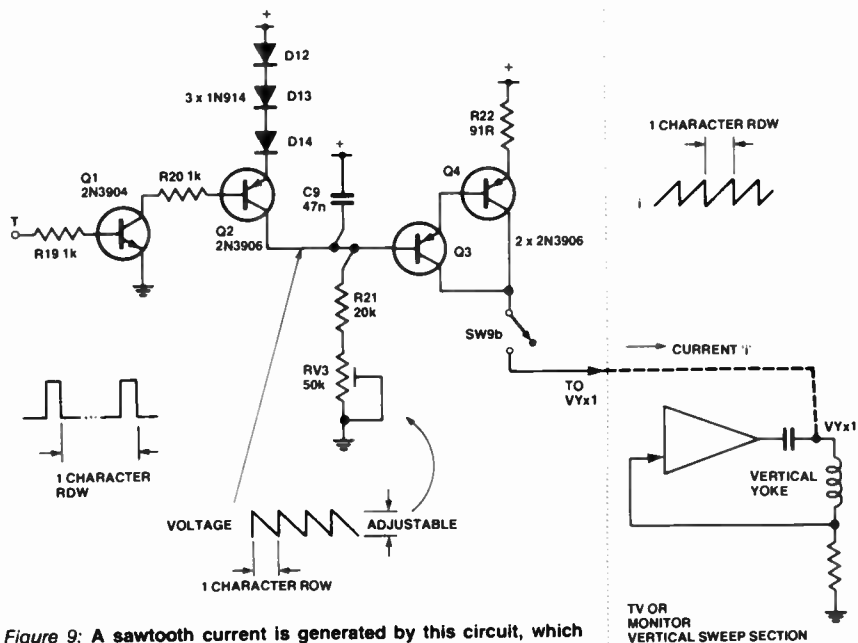 +
D12
3 x 1N914
D13
D14
+
R22
91R
1 CHARACTER RDW
i
Q1
2N3904
R20 1k
T
R19 1k
Q2
2N3906
+
C9
47n
Q4
Q3
2 x 2N3906
R21
20k
SW9b
CURRENT 'i'
TO
VYx1
VYx1
RV3
50k
1 CHARACTER
RDW
VERTICAL
YOKE
VOLTAGE
ADJUSTABLE
1 CHARACTER ROW
TV OR
MONITOR
VERTICAL SWEEP SECTION
Figure 9: A sawtooth current is generated by this circuit, which